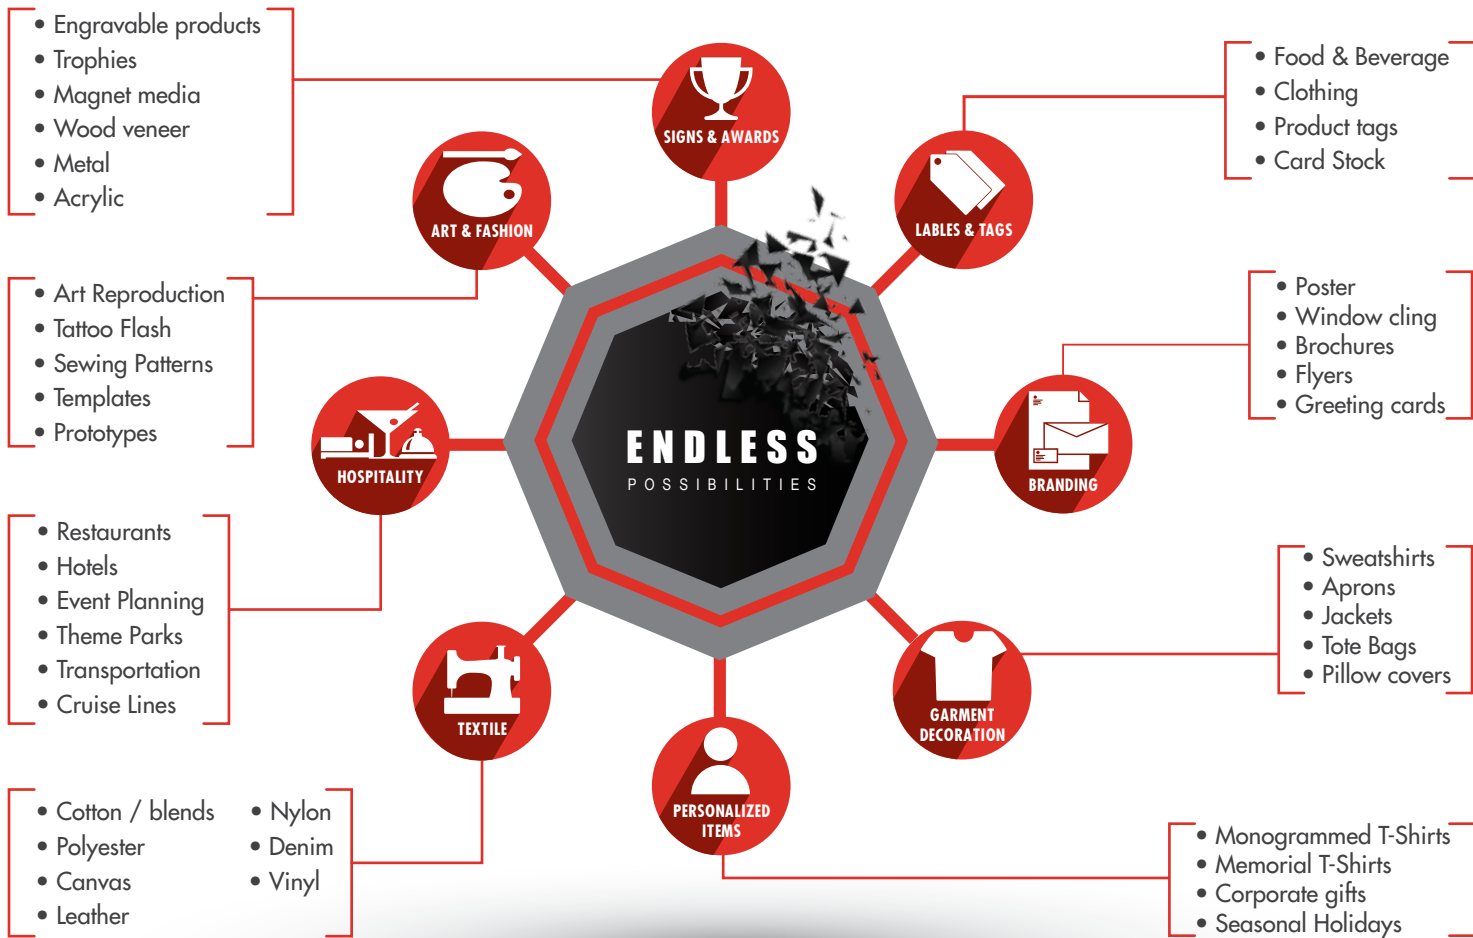 • Engravable products
• Trophies
• Magnet media
• Wood veneer
• Metal
• Acrylic
SIGNS & AWARDS
• Food & Beverage
• Clothing
• Product tags
• Card Stock
LABLES & TAGS
ART & FASHION
• Art Reproduction
• Tattoo Flash
• Sewing Patterns
• Templates
• Prototypes
• Poster
• Window cling
• Brochures
• Flyers
• Greeting cards
BRANDING
HOSPITALITY
ENDLESS
POSSIBILITIES
• Restaurants
• Hotels
• Event Planning
• Theme Parks
• Transportation
• Cruise Lines
• Sweatshirts
• Aprons
• Jackets
• Tote Bags
• Pillow covers
GARMENT
DECORATION
TEXTILE
• Cotton / blends
• Polyester
• Canvas
• Leather
• Nylon
• Denim
• Vinyl
PERSONALIZED
ITEMS
• Monogrammed T-Shirts
• Memorial T-Shirts
• Corporate gifts
• Seasonal Holidays